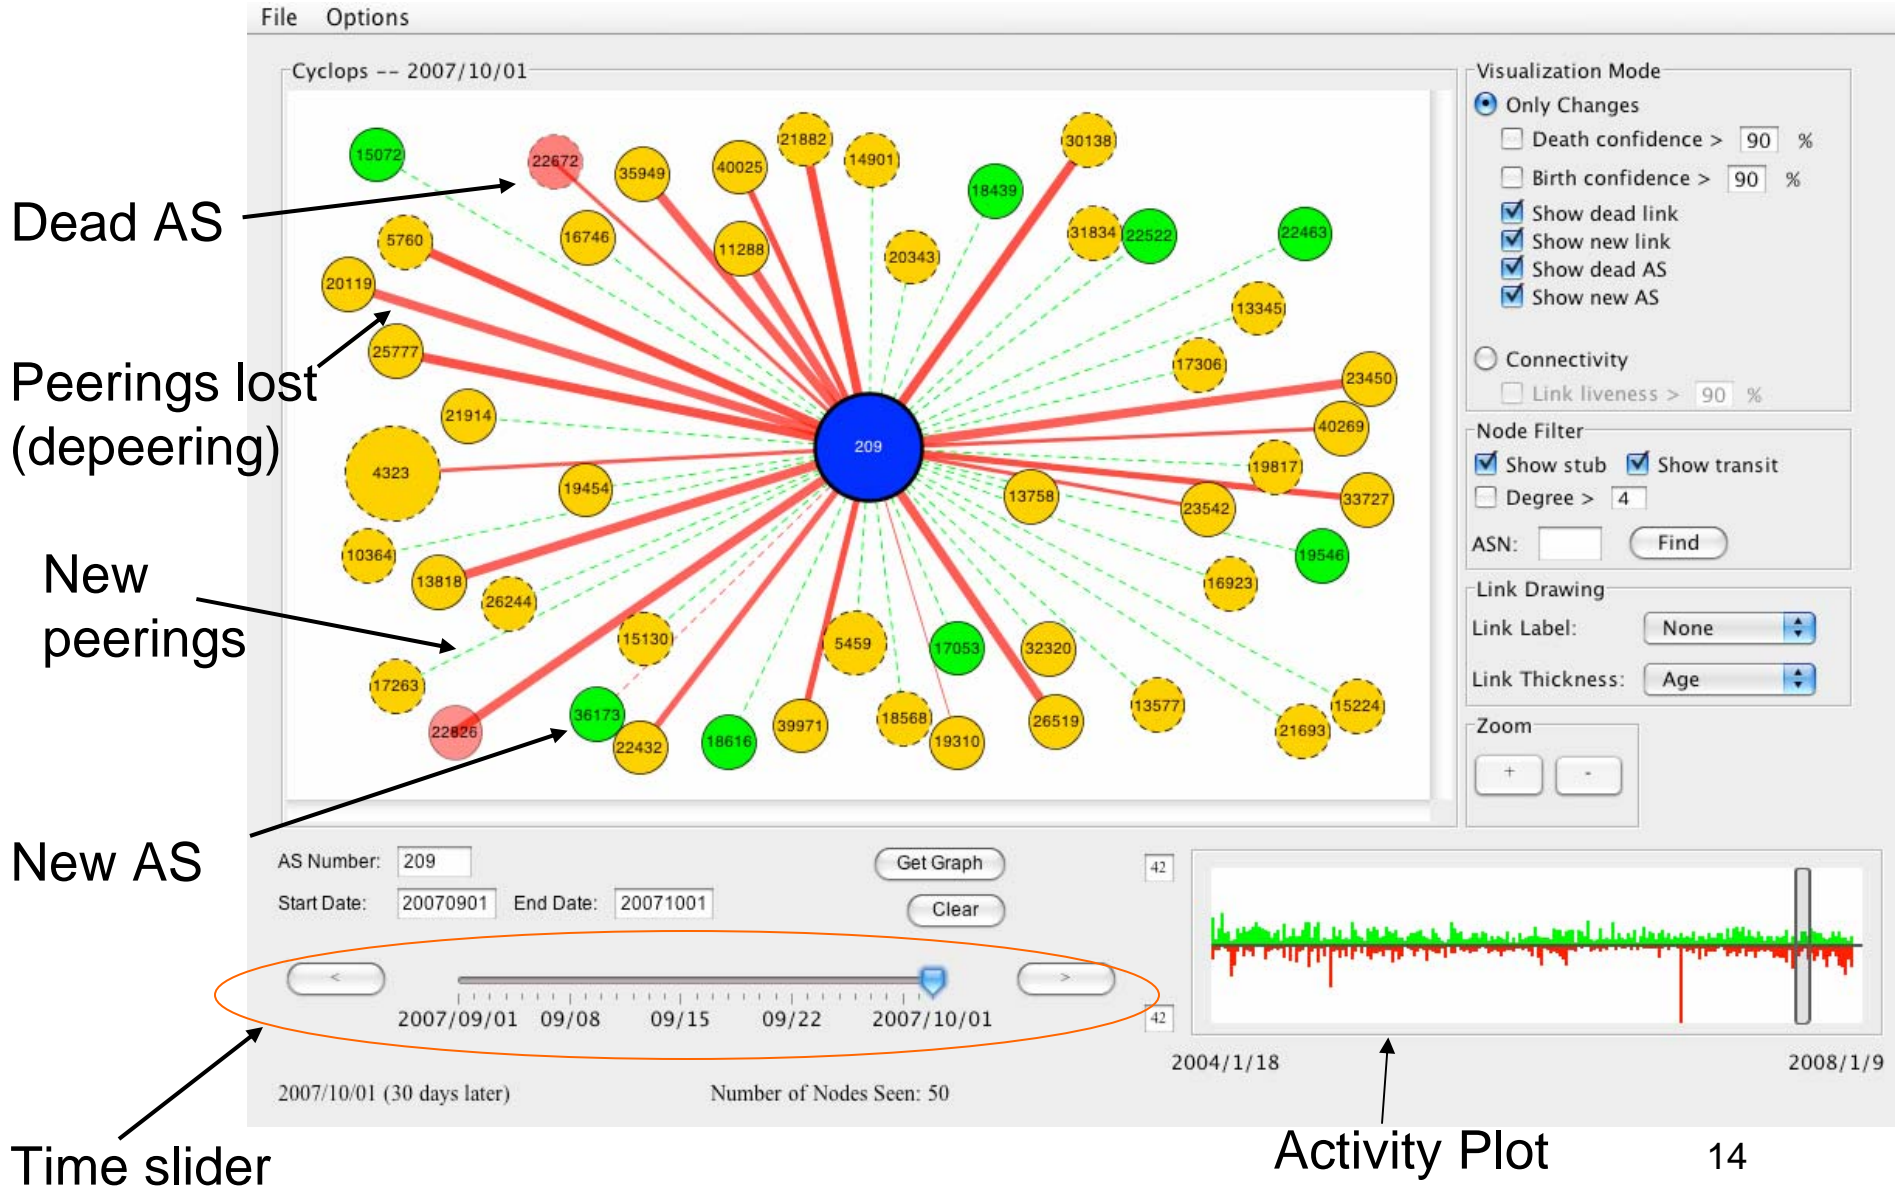 File Options
Cyclops -- 2007/10/01
15072
22672
35949
40025
21882
14901
18439
30138
31834
22522
22463
5760
16746
11288
20343
20119
13345
25777
17306
23450
21914
40269
209
4323
19454
19817
13758
23542
33727
10364
13818
26244
19546
16923
15130
5459
17053
32320
17263
22826
36173
22432
18616
39971
18568
19310
26519
13577
21693
15224
Dead AS
Peerings lost
(depeering)
New
peerings
New AS
Time slider
Visualization Mode
Only Changes
Death confidence > 90 %
Birth confidence > 90 %
Show dead link
Show new link
Show dead AS
Show new AS
Connectivity
Link liveness > 90 %
Node Filter
Show stub Show transit
Degree > 4
ASN: Find
Link Drawing
Link Label: None
Link Thickness: Age
Zoom
+ -
AS Number: 209 Get Graph
Start Date: 20070901 End Date: 20071001 Clear
< >
2007/09/01 09/08 09/15 09/22 2007/10/01
2007/10/01 (30 days later) Number of Nodes Seen: 50
42
42
2004/1/18 2008/1/9
Activity Plot
14